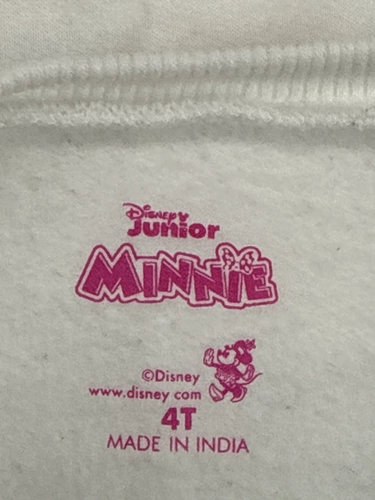 Disney
Junior
MINNIE
©Disney
www.disney com
4T
MADE IN INDIA